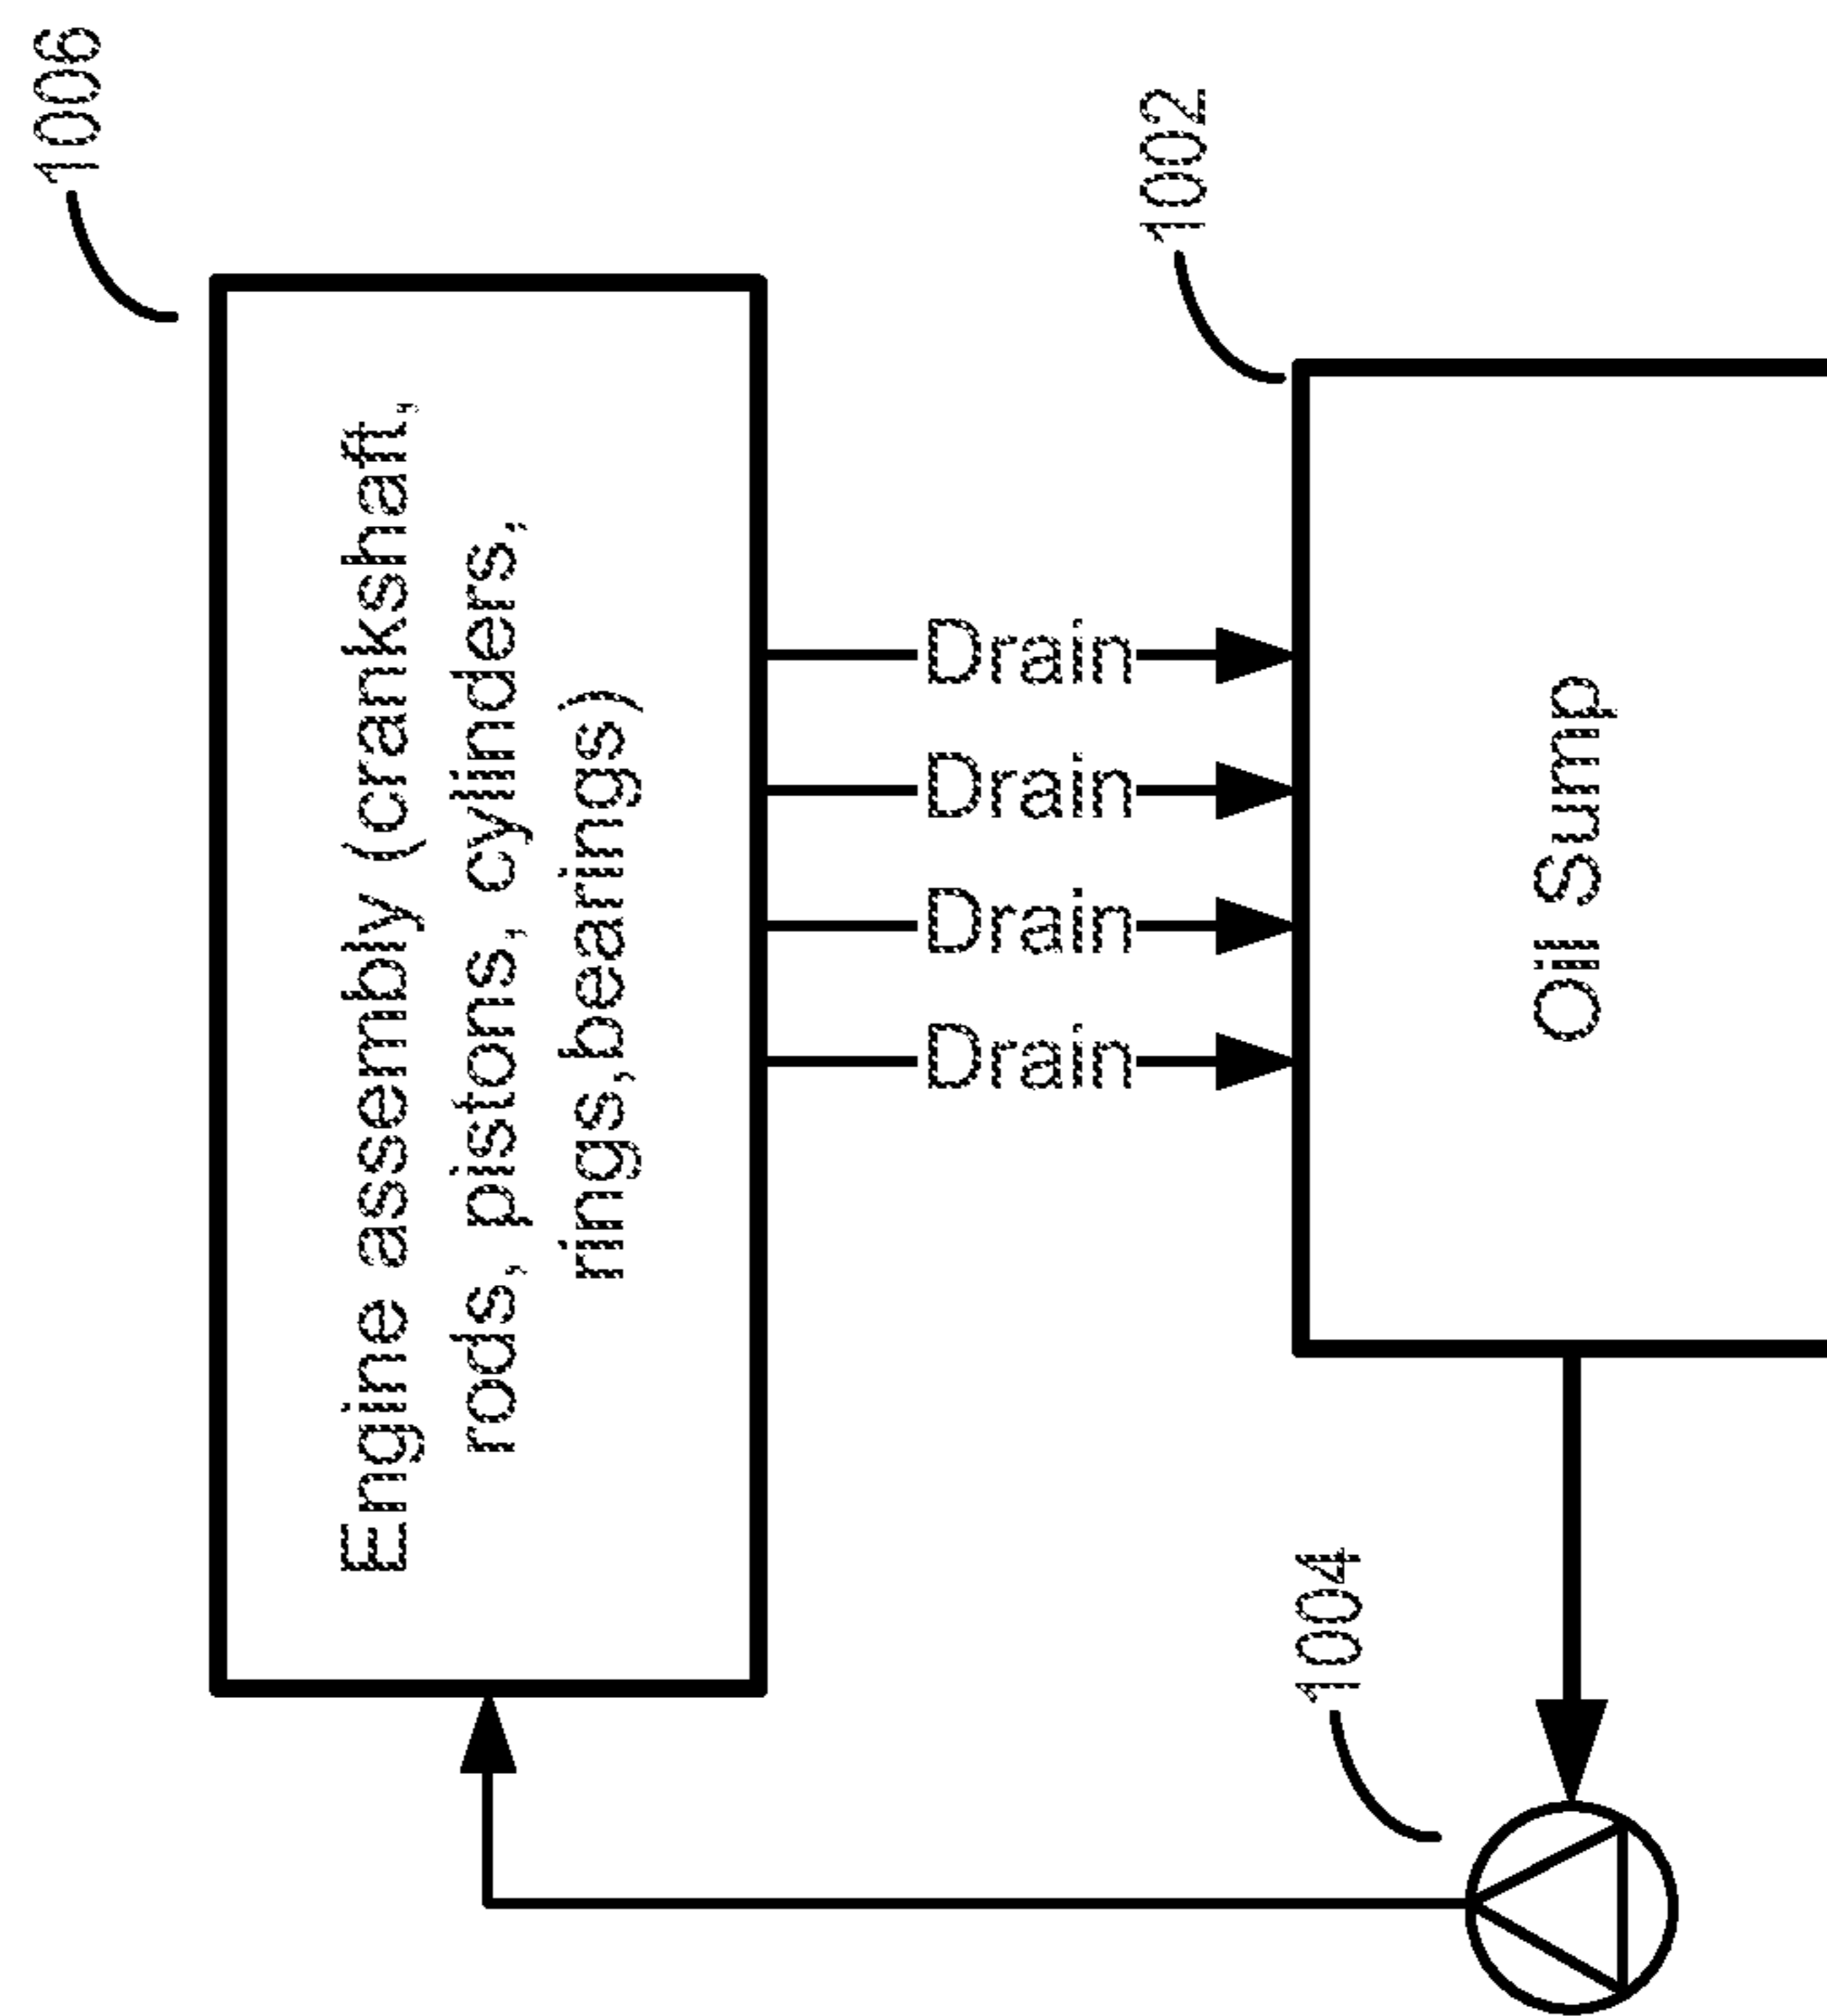 1006
Engine assembly (crankshaft,
rods, pistons, cylinders,
rings,bearings)
Drain
Drain
Drain
Drain
1002
Oil Sump
1004